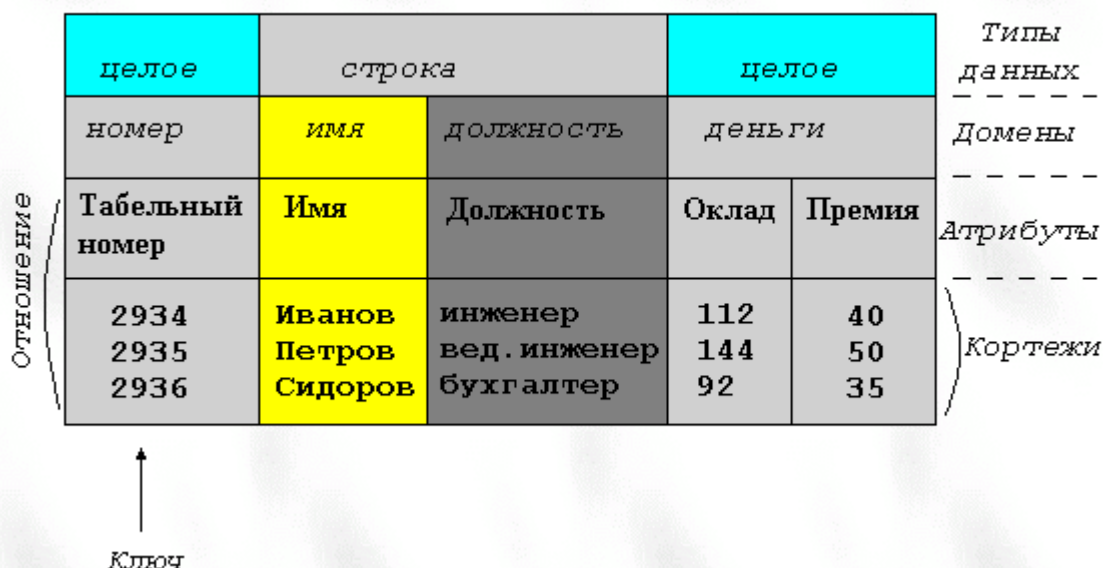 целое строка целое Типы данных
номер имя должность деньги Домены
Отношение
Табельный номер Имя Должность Оклад Премия Атрибуты
2934 Иванов инженер 112 40
2935 Петров вед.инженер 144 50 Кортежи
2936 Сидоров бухгалтер 92 35
Ключ